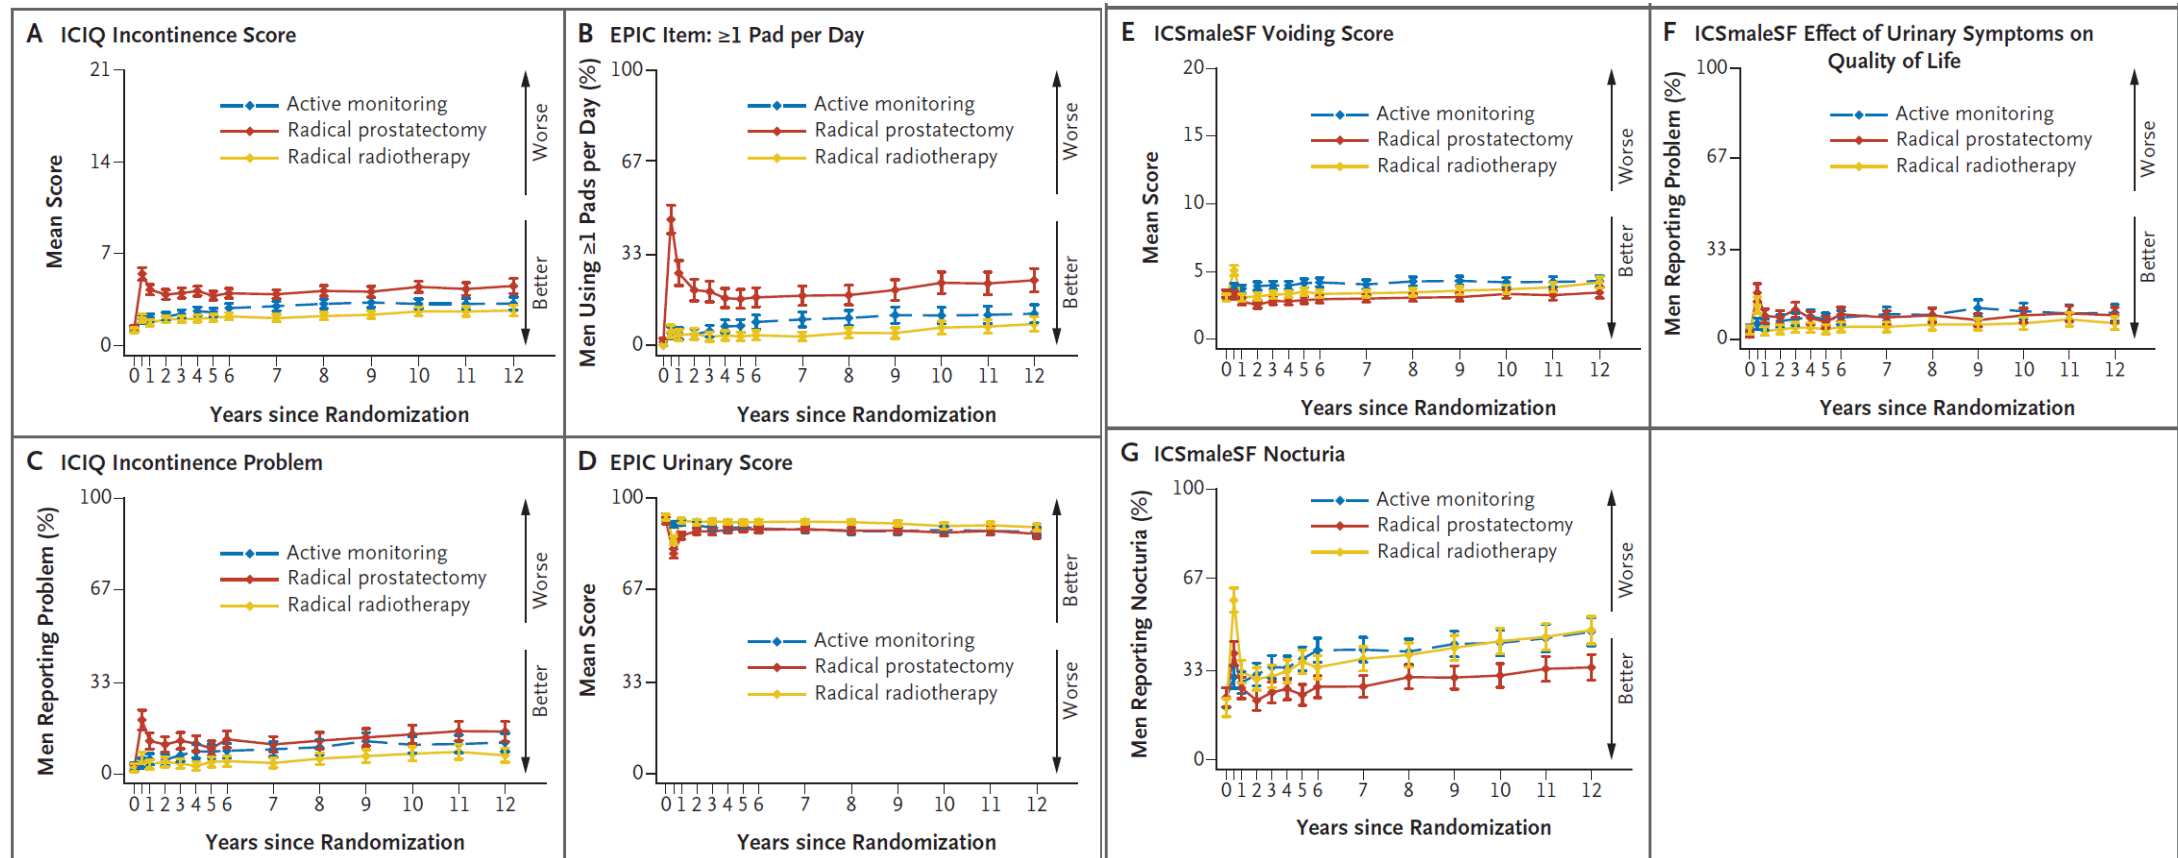 A ICIQ Incontinence Score
21
14
7
0
Mean Score
Active monitoring
Radical prostatectomy
Radical radiotherapy
Worse
Better
0 1 2 3 4 5 6 7 8 9 10 11 12
Years since Randomization
B EPIC Item: ≥1 Pad per Day
100
67
33
0
Men Using ≥1 Pads per Day (%)
Active monitoring
Radical prostatectomy
Radical radiotherapy
Worse
Better
0 1 2 3 4 5 6 7 8 9 10 11 12
Years since Randomization
C ICIQ Incontinence Problem
100
67
33
0
Men Reporting Problem (%)
Active monitoring
Radical prostatectomy
Radical radiotherapy
Worse
Better
0 1 2 3 4 5 6 7 8 9 10 11 12
Years since Randomization
D EPIC Urinary Score
100
67
33
0
Mean Score
Active monitoring
Radical prostatectomy
Radical radiotherapy
Better
Worse
0 1 2 3 4 5 6 7 8 9 10 11 12
Years since Randomization
E ICSmaleSF Voiding Score
20
15
10
5
0
Mean Score
Active monitoring
Radical prostatectomy
Radical radiotherapy
Worse
Better
0 1 2 3 4 5 6 7 8 9 10 11 12
Years since Randomization
F ICSmaleSF Effect of Urinary Symptoms on
Quality of Life
100
67
33
0
Men Reporting Problem (%)
Active monitoring
Radical prostatectomy
Radical radiotherapy
Worse
Better
0 1 2 3 4 5 6 7 8 9 10 11 12
Years since Randomization
G ICSmaleSF Nocturia
100
67
33
0
Men Reporting Nocturia (%)
Active monitoring
Radical prostatectomy
Radical radiotherapy
Worse
Better
0 1 2 3 4 5 6 7 8 9 10 11 12
Years since Randomization